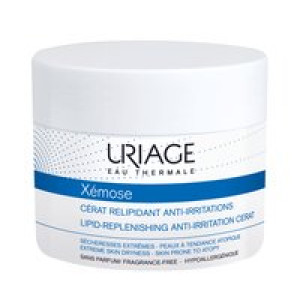 URIAGE
EAU THERMALE
Xémose
CÉRAT RELIPIDANT ANTI-IRRITATIONS
LIPID-REPLENISHING ANTI-IRRITATION CERAT
SÉCHERESSES EXTRÊMES - PEAUX À TENDANCE ATOPIQUE
EXTREME SKIN DRYNESS - SKIN PRONE TO ATOPY
SANS PARFUM/FRAGRANCE-FREE - HYPOALLERGÉNIQUE